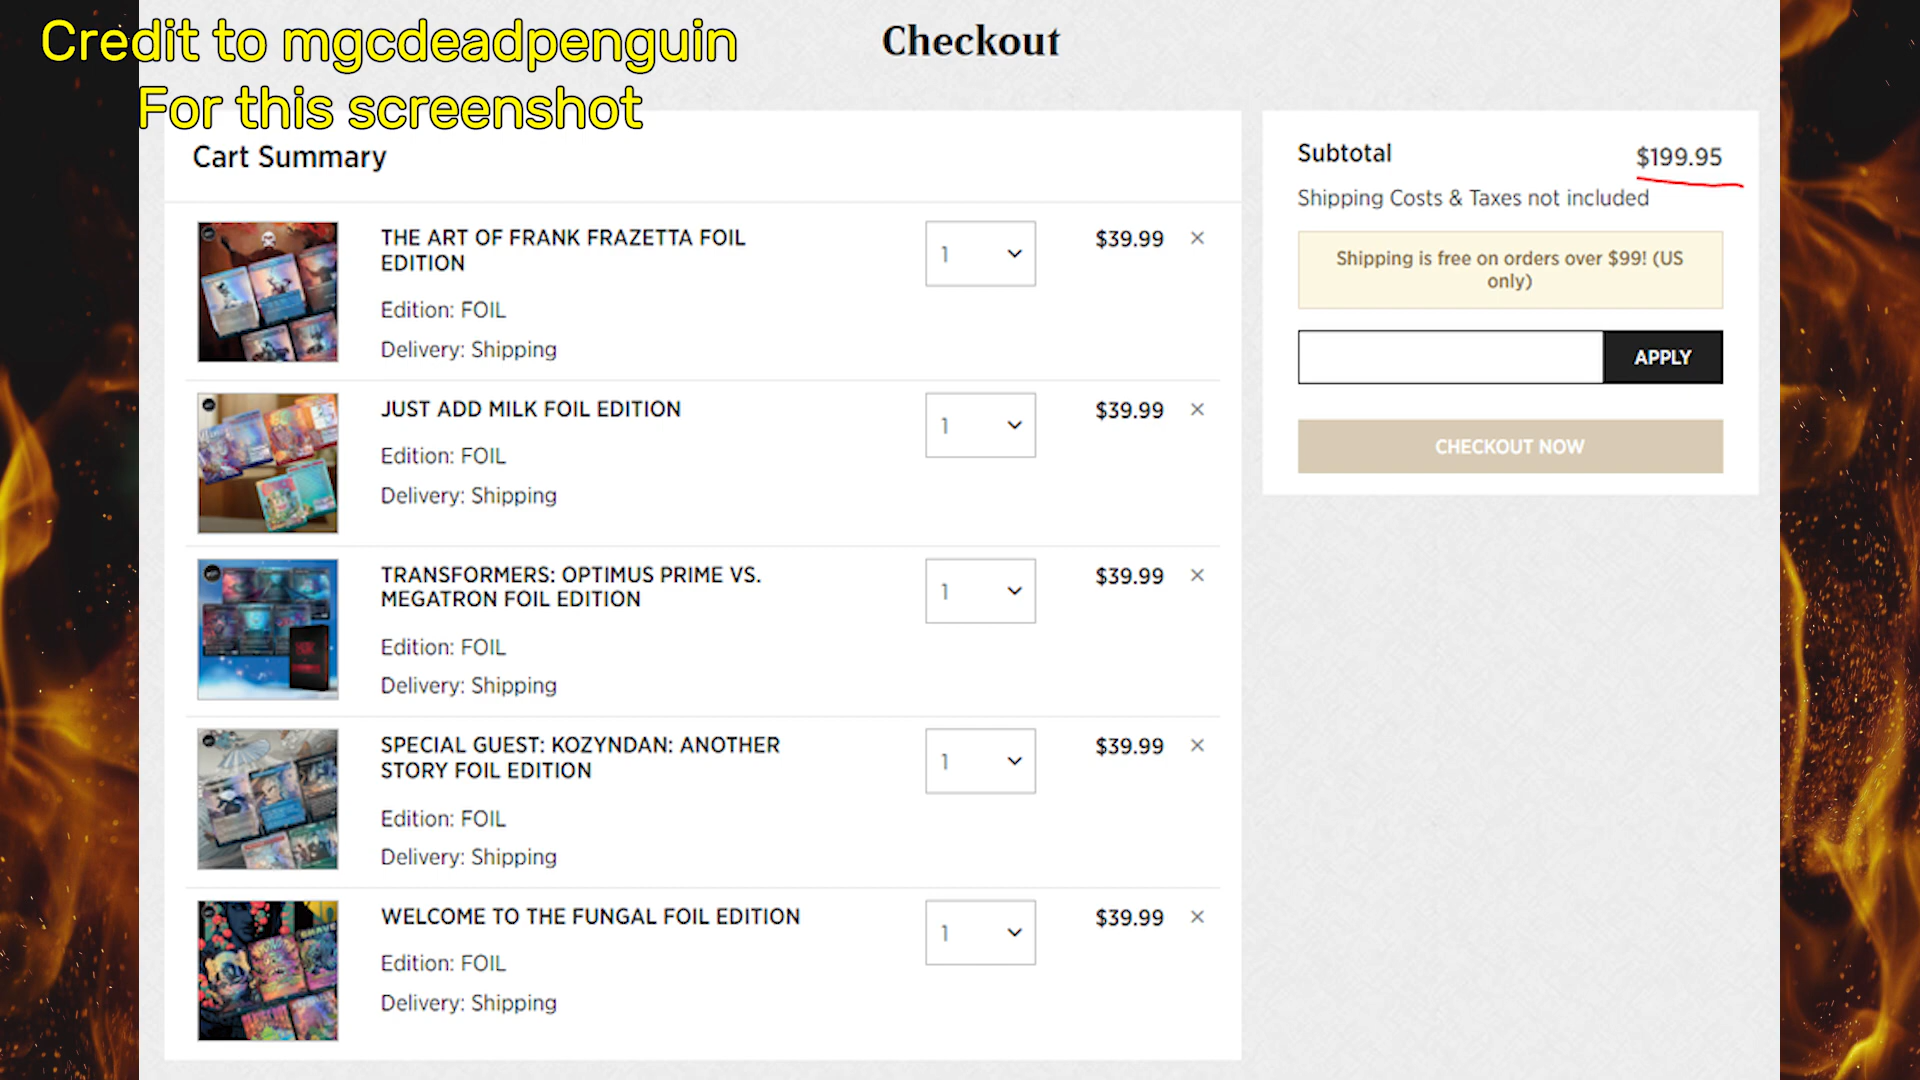 Credit to mgcdeadpenguin
For this screenshot
Checkout
Cart Summary
THE ART OF FRANK FRAZETTA FOIL
EDITION
Edition: FOIL
Delivery: Shipping
1
$39.99
JUST ADD MILK FOIL EDITION
Edition: FOIL
Delivery: Shipping
1
$39.99
TRANSFORMERS: OPTIMUS PRIME VS.
MEGATRON FOIL EDITION
Edition: FOIL
Delivery: Shipping
1
$39.99
SPECIAL GUEST: KOZYNDAN: ANOTHER
STORY FOIL EDITION
Edition: FOIL
Delivery: Shipping
1
$39.99
WELCOME TO THE FUNGAL FOIL EDITION
Edition: FOIL
Delivery: Shipping
1
$39.99
Subtotal
$199.95
Shipping Costs & Taxes not included
Shipping is free on orders over $99! (US
only)
APPLY
CHECKOUT NOW